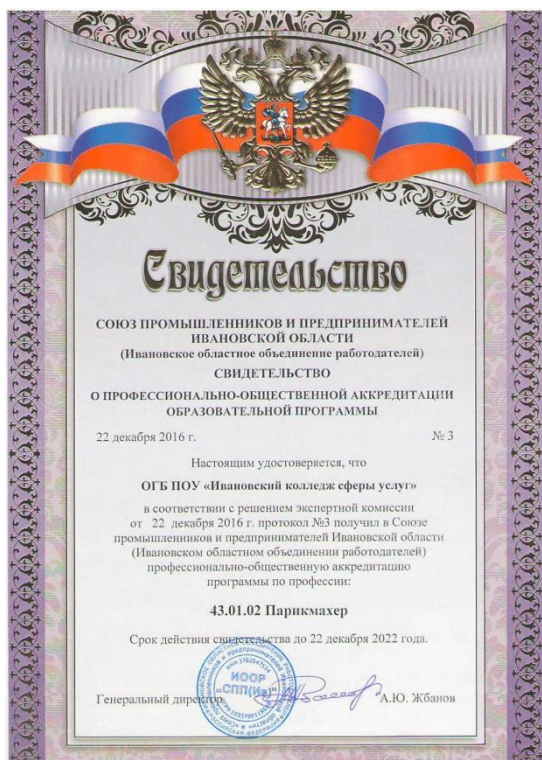 Свидетельство
СОЮЗ ПРОМЫШЛЕННИКОВ И ПРЕДПРИНИМАТЕЛЕЙ
ИВАНОВСКОЙ ОБЛАСТИ
(Ивановское областное объединение работодателей)
СВИДЕТЕЛЬСТВО
О ПРОФЕССИОНАЛЬНО-ОБЩЕСТВЕННОЙ АККРЕДИТАЦИИ
ОБРАЗОВАТЕЛЬНОЙ ПРОГРАММЫ
22 декабря 2016 г. № 3
Настоящим удостоверяется, что
ОГБ ПОУ «Ивановский колледж сферы услуг»
в соответствии с решением экспертной комиссии
от 22 декабря 2016 г. протокол №3 получил в Союзе
промышленников и предпринимателей Ивановской области
(Ивановском областном объединении работодателей)
профессионально-общественную аккредитацию
программы по профессии:
43.01.02 Парикмахер
Срок действия свидетельства до 22 декабря 2022 года.
ИООР
"СПП(Ив)"
Генеральный директор А.Ю. Жбанов